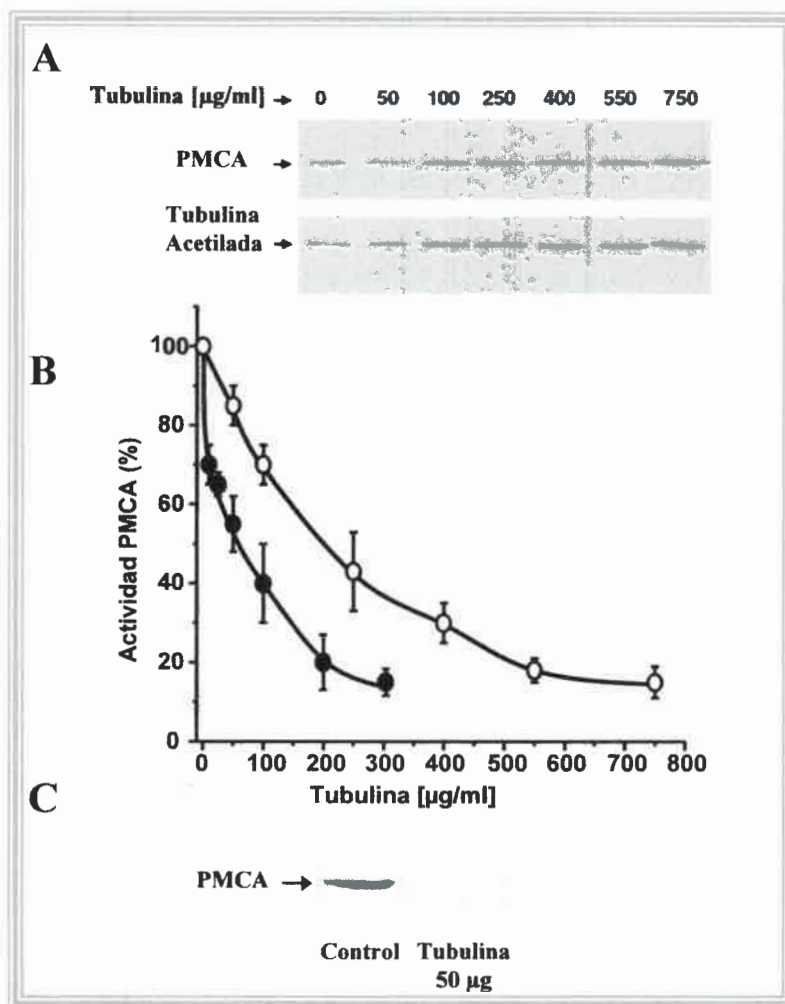 A
Tubulina [µg/ml] → 0 50 100 250 400 550 750
PMCA →
Tubulina
Acetilada →
B
100
80
60
40
20
0
Actividad PMCA (%)
0 100 200 300 400 500 600 700 800
Tubulina [µg/ml]
C
PMCA →
Control Tubulina
50 µg